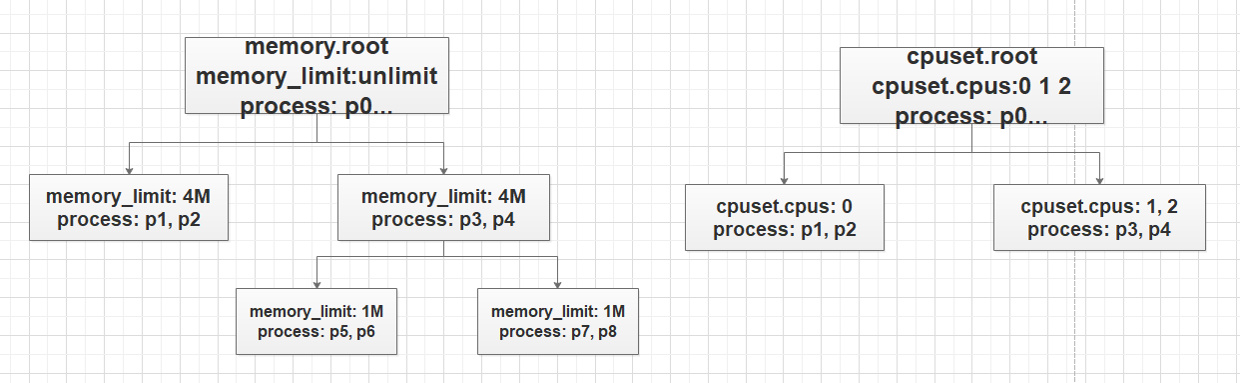 memory.root
memory_limit:unlimit
process: p0...
cpuset.root
cpuset.cpus:0 1 2
process: p0...
memory_limit: 4M
process: p1, p2
memory_limit: 4M
process: p3, p4
cpuset.cpus: 0
process: p1, p2
cpuset.cpus: 1, 2
process: p3, p4
memory_limit: 1M
process: p5, p6
memory_limit: 1M
process: p7, p8